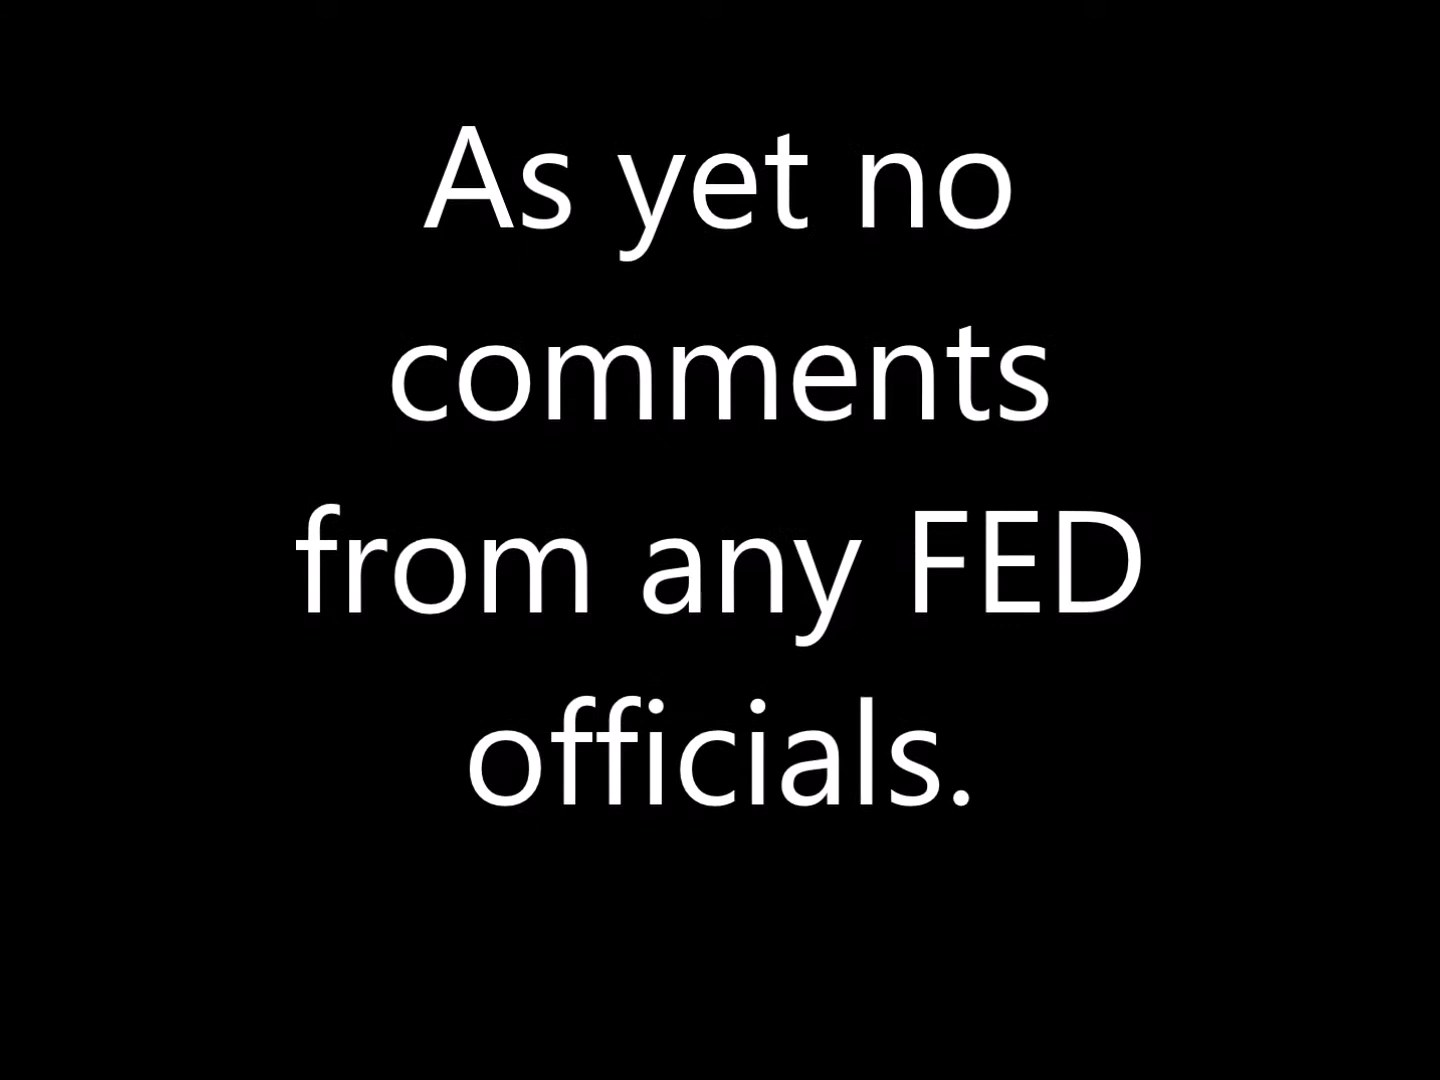 As yet no
comments
from any FED
officials.